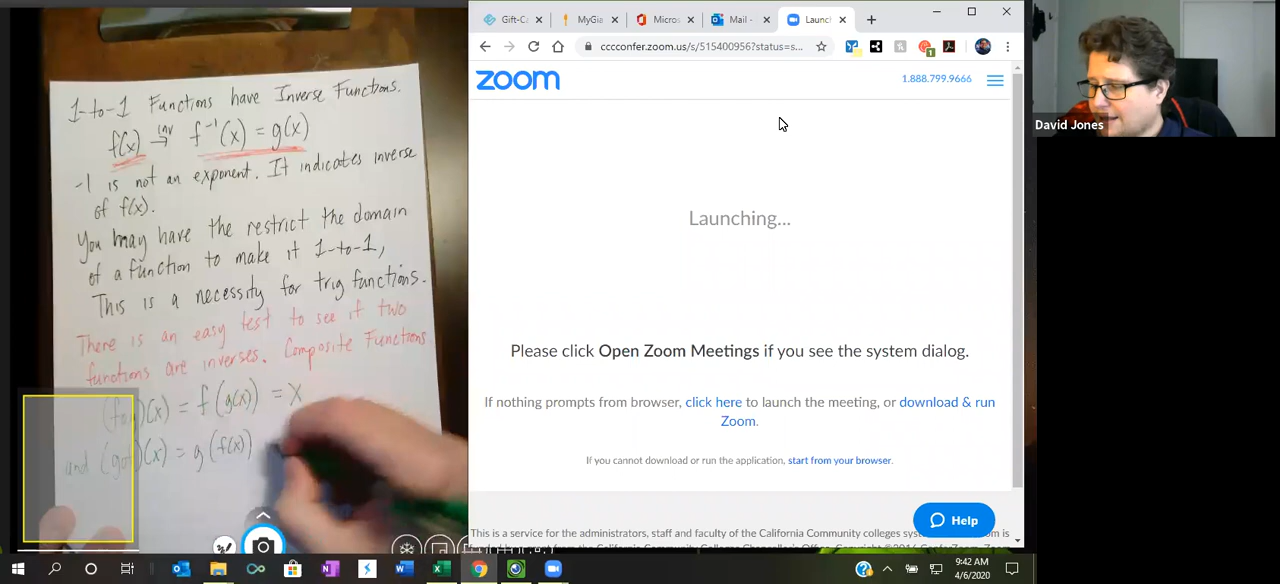 1-to-1 Functions have Inverse Functions.
f(x) inv→ f⁻¹(x) = g(x)
-1 is not an exponent. It indicates inverse
of f(x).
You may have the restrict the domain
of a function to make it 1-to-1,
This is a necessity for trig functions.
There is an easy test to see if two
functions are inverses. Composite Functions
(fog)(x) = f(g(x)) = X
and (gof)(x) = g(f(x))
Gift-Ca
MyGla
Micros
Mail -
Launch
cccconfer.zoom.us/s/515400956?status=s...
zoom
1.888.799.9666
Launching...
Please click Open Zoom Meetings if you see the system dialog.
If nothing prompts from browser, click here to launch the meeting, or download & run
Zoom.
If you cannot download or run the application, start from your browser.
Help
This is a service for the administrators, staff and faculty of the California Community colleges
David Jones
9:42 AM
4/6/2020